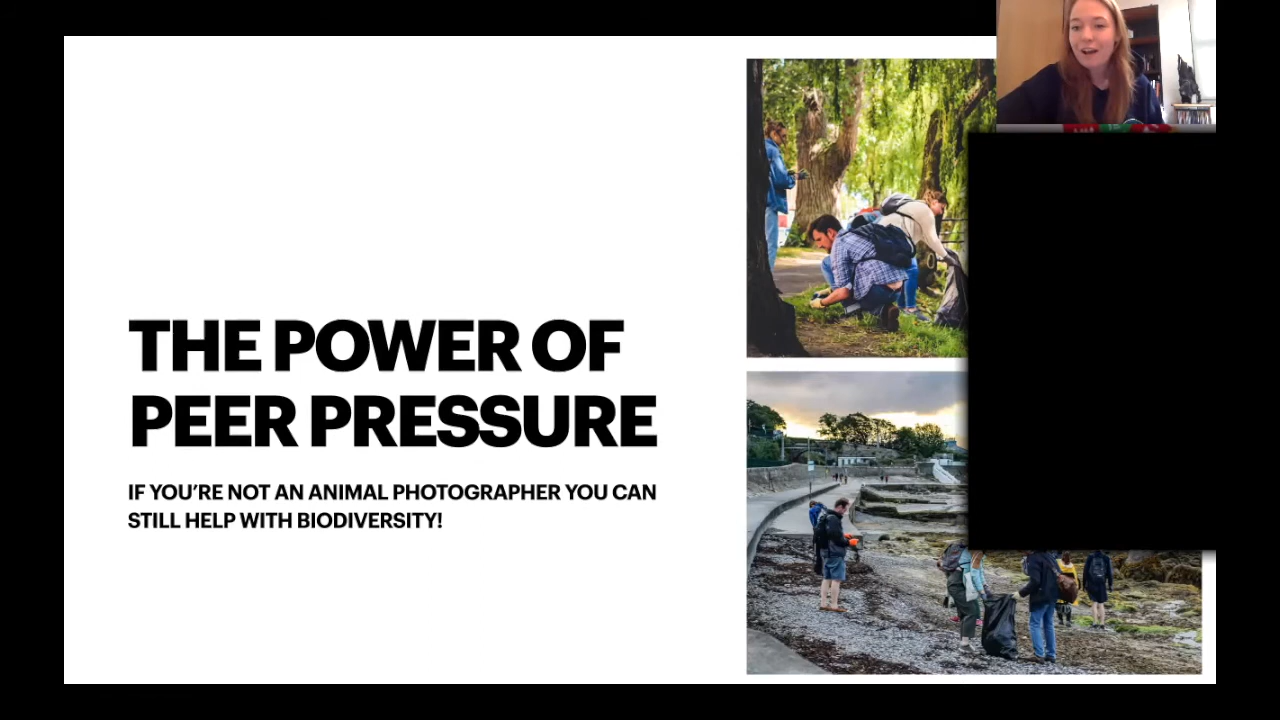 THE POWER OF
PEER PRESSURE
IF YOU'RE NOT AN ANIMAL PHOTOGRAPHER YOU CAN
STILL HELP WITH BIODIVERSITY!